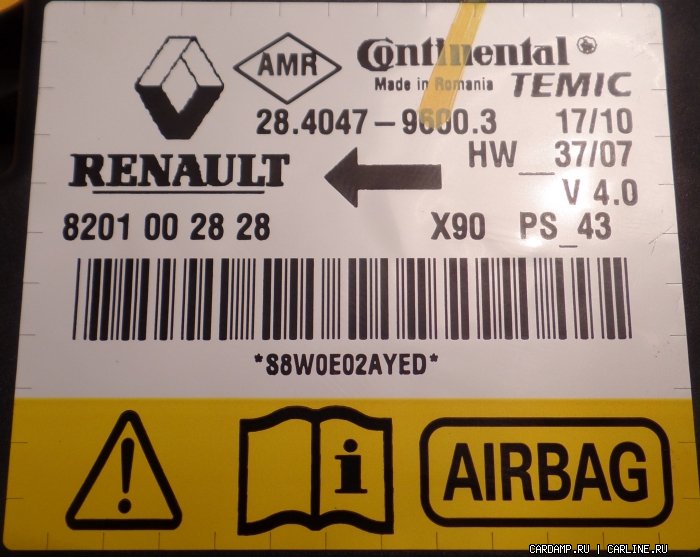 AMR
Continental
Made in Romania TEMIC
28.4047-9600.3 17/10
HW_37/07
RENAULT
V 4.0
8201 00 28 28 X90 PS_43
*S8W0E02AYED*
i
AIRBAG
CARDAMP.RU | CARLINE.RU